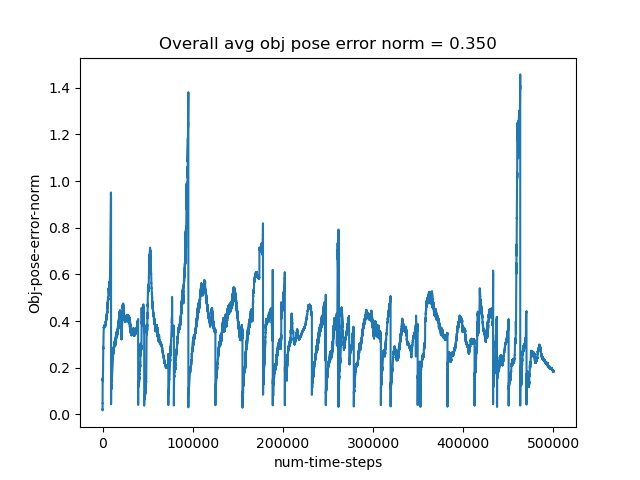 Overall avg obj pose error norm = 0.350
1.4
1.2
1.0
0.8
0.6
0.4
0.2
0.0
Obj-pose-error-norm
0 100000 200000 300000 400000 500000
num-time-steps